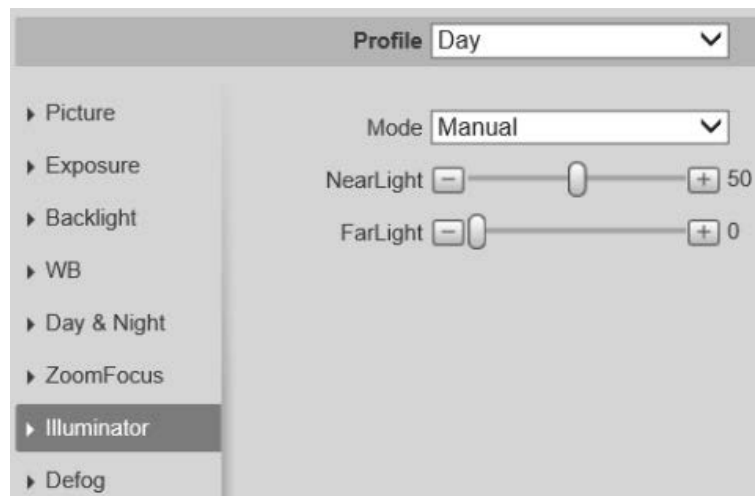 Profile Day
Picture
Exposure
Backlight
WB
Day & Night
ZoomFocus
Illuminator
Defog
Mode Manual
NearLight 50
FarLight 0